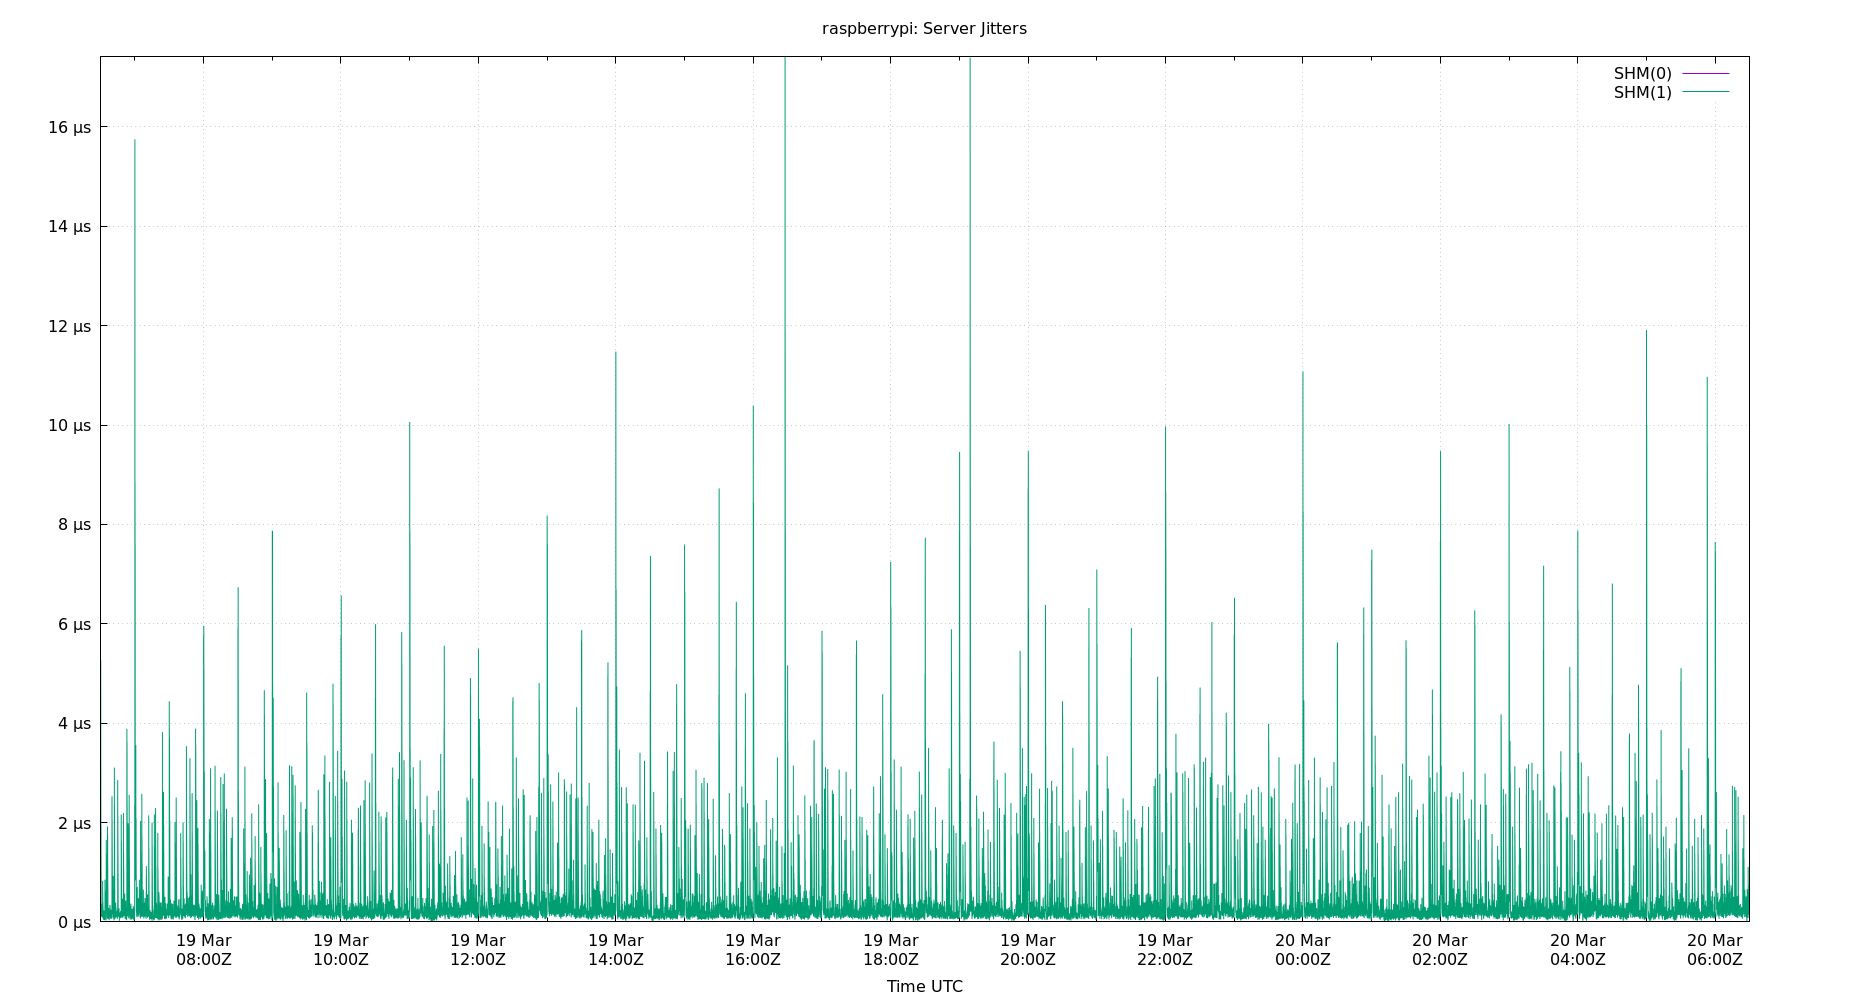 raspberrypi: Server Jitters
SHM(0)
SHM(1)
16 µs
14 µs
12 µs
10 µs
8 µs
6 µs
4 µs
2 µs
0 µs
19 Mar 19 Mar 19 Mar 19 Mar 19 Mar 19 Mar 19 Mar 19 Mar 20 Mar 20 Mar 20 Mar 20 Mar
08:00Z 10:00Z 12:00Z 14:00Z 16:00Z 18:00Z 20:00Z 22:00Z 00:00Z 02:00Z 04:00Z 06:00Z
Time UTC